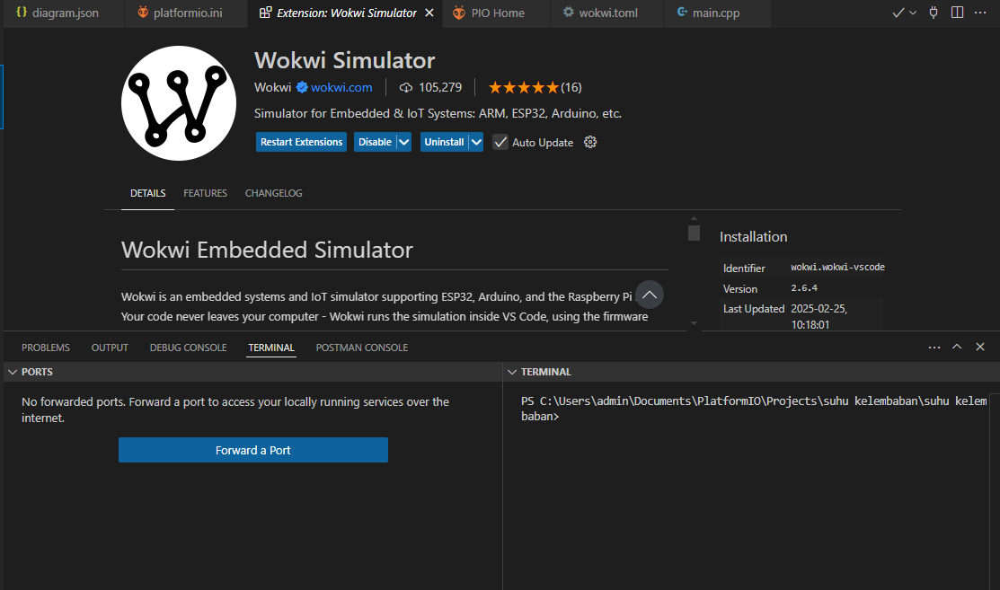 diagram.json
platformio.ini
Extension: Wokwi Simulator
PIO Home
wokwi.toml
main.cpp
Wokwi Simulator
Wokwi wokwi.com 105,279 (16)
Simulator for Embedded & IoT Systems: ARM, ESP32, Arduino, etc.
Restart Extensions Disable Uninstall Auto Update
DETAILS FEATURES CHANGELOG
Wokwi Embedded Simulator
Wokwi is an embedded systems and IoT simulator supporting ESP32, Arduino, and the Raspberry Pi
Your code never leaves your computer - Wokwi runs the simulation inside VS Code, using the firmware
Installation
Identifier wokwi.wokwi-vscode
Version 2.6.4
Last Updated 2025-02-25,
10:18:01
PROBLEMS OUTPUT DEBUG CONSOLE TERMINAL POSTMAN CONSOLE
PORTS
No forwarded ports. Forward a port to access your locally running services over the
internet.
Forward a Port
TERMINAL
PS C:\Users\admin\Documents\PlatformIO\Projects\suhu kelembaban\suhu kelem
baban>